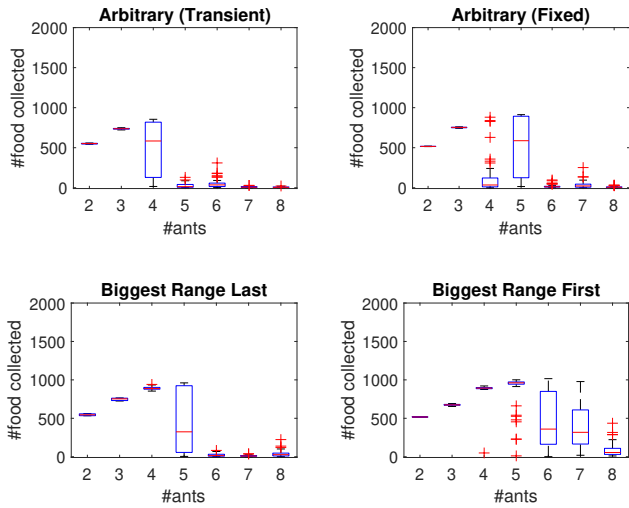 Arbitrary (Transient)
2000
1500
1000
500
0
#food collected
2 3 4 5 6 7 8
#ants
Arbitrary (Fixed)
2000
1500
1000
500
0
#food collected
2 3 4 5 6 7 8
#ants
Biggest Range Last
2000
1500
1000
500
0
#food collected
2 3 4 5 6 7 8
#ants
Biggest Range First
2000
1500
1000
500
0
#food collected
2 3 4 5 6 7 8
#ants